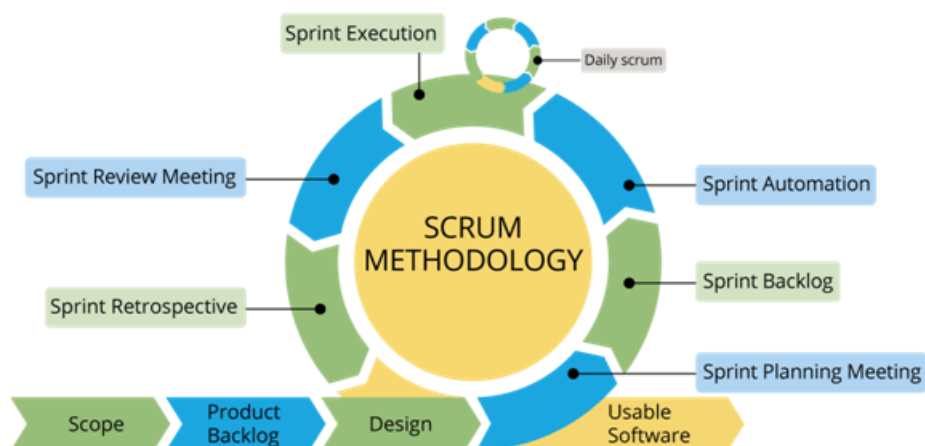 Sprint Execution
Daily scrum
Sprint Review Meeting
Sprint Automation
SCRUM
METHODOLOGY
Sprint Retrospective
Sprint Backlog
Sprint Planning Meeting
Scope
Product
Backlog
Design
Usable
Software